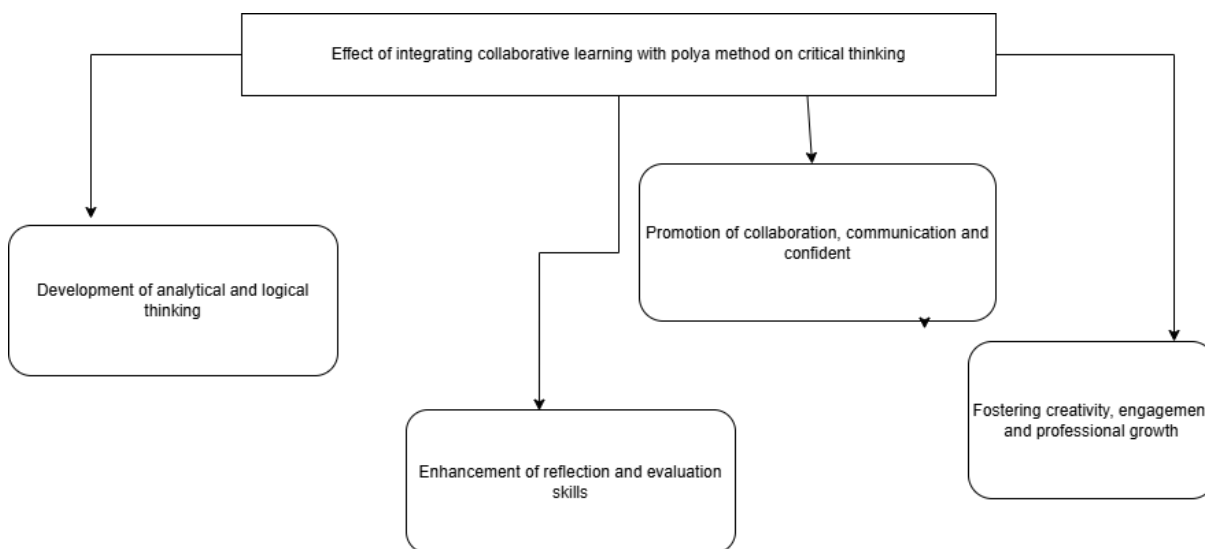 Effect of integrating collaborative learning with polya method on critical thinking
Promotion of collaboration, communication and
confident
Development of analytical and logical
thinking
Fostering creativity, engagemen
and professional growth
Enhancement of reflection and evaluation
skills